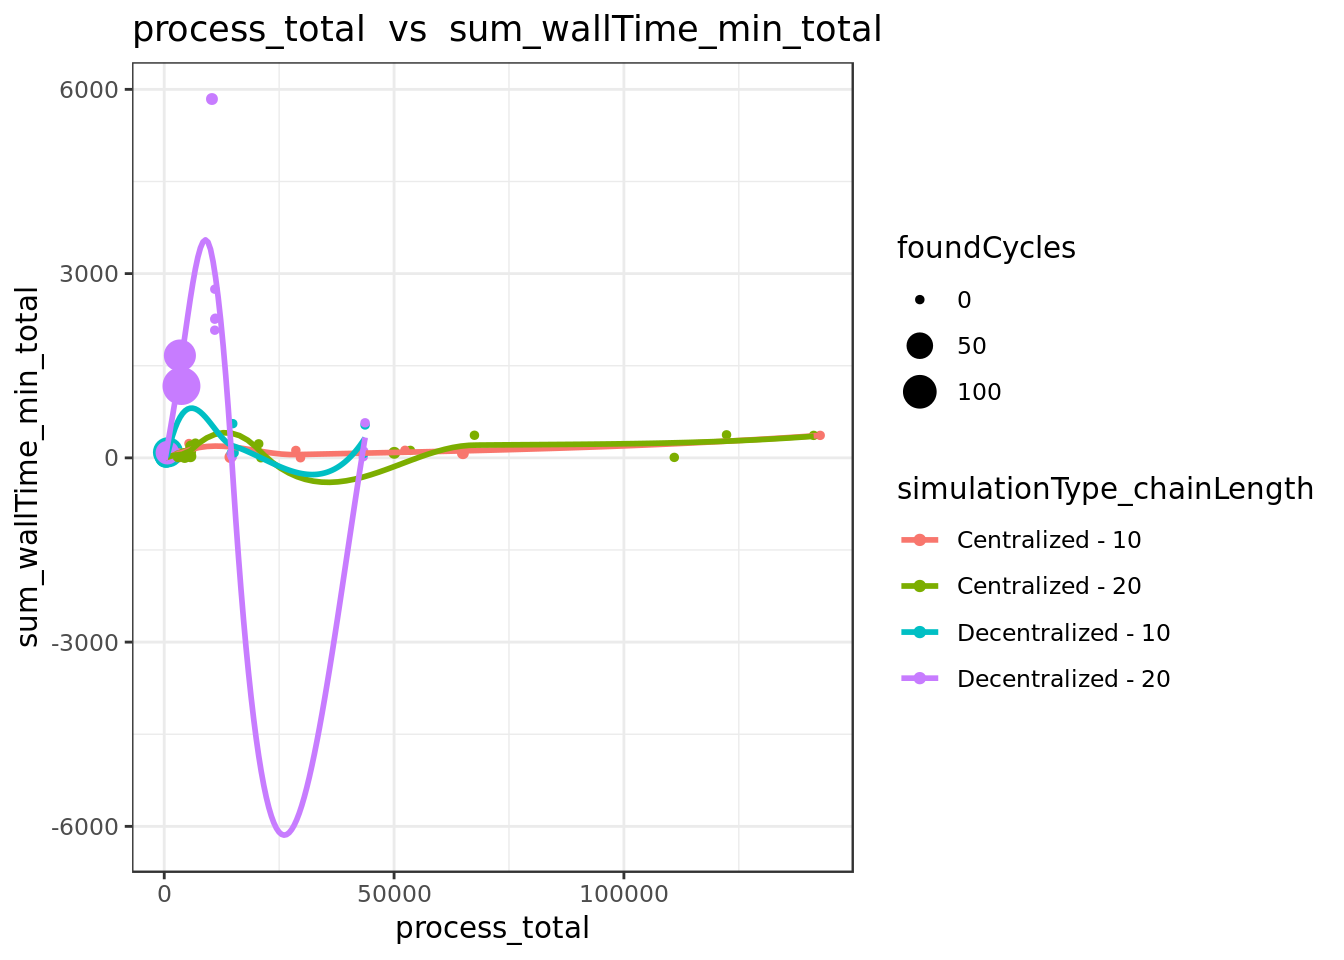 process_total vs sum_wallTime_min_total
sum_wallTime_min_total
6000
3000
0
-3000
-6000
0
50000
100000
process_total
foundCycles
0
50
100
simulationType_chainLength
Centralized - 10
Centralized - 20
Decentralized - 10
Decentralized - 20